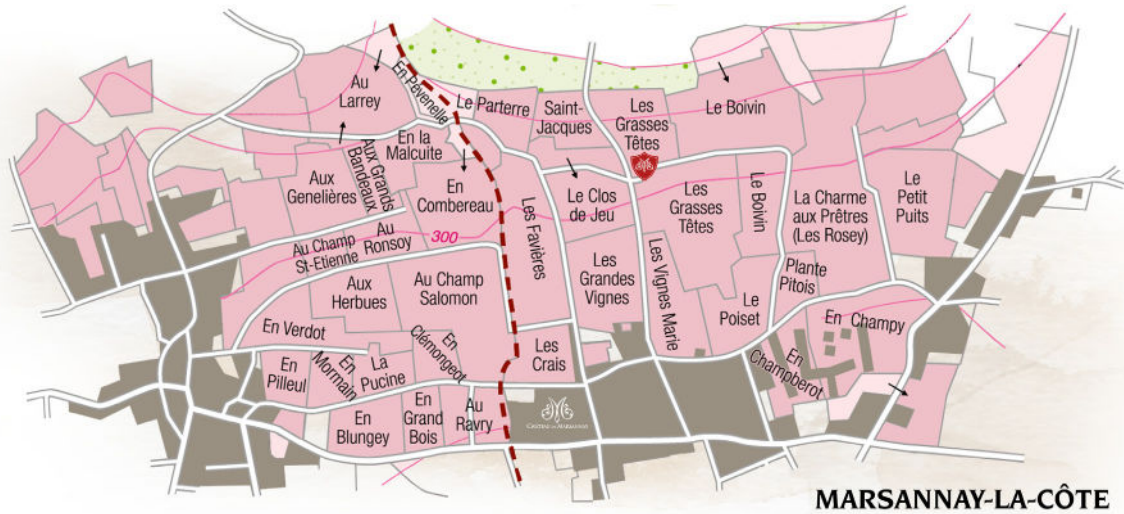 Au
Larrey
En Pévenelle
Le Parterre
Saint-
Jacques
Les
Grasses
Têtes
Le Boivin
Aux
Genelières
Aux Grands
Bandeaux
En la
Malcuite
En
Combereau
Les Favières
Le Clos
de Jeu
Les
Grasses
Têtes
Le Boivin
La Charme
aux Prêtres
(Les Rosey)
Le
Petit
Puits
Au Champ
St-Etienne
Au
Ronsoy
300
Aux
Herbues
Au Champ
Salomon
Les
Grandes
Vignes
Les Vignes Marie
Le
Poiset
Plante
Pitois
En Champy
En Verdot
En
Pilleul
En
Mormain
La
Pucine
En
Clémongeot
Les
Crais
En
Champberot
En
Blungey
En
Grand
Bois
Au
Ravry
CHÂTEAU DE MARSANNAY
MARSANNAY-LA-CÔTE